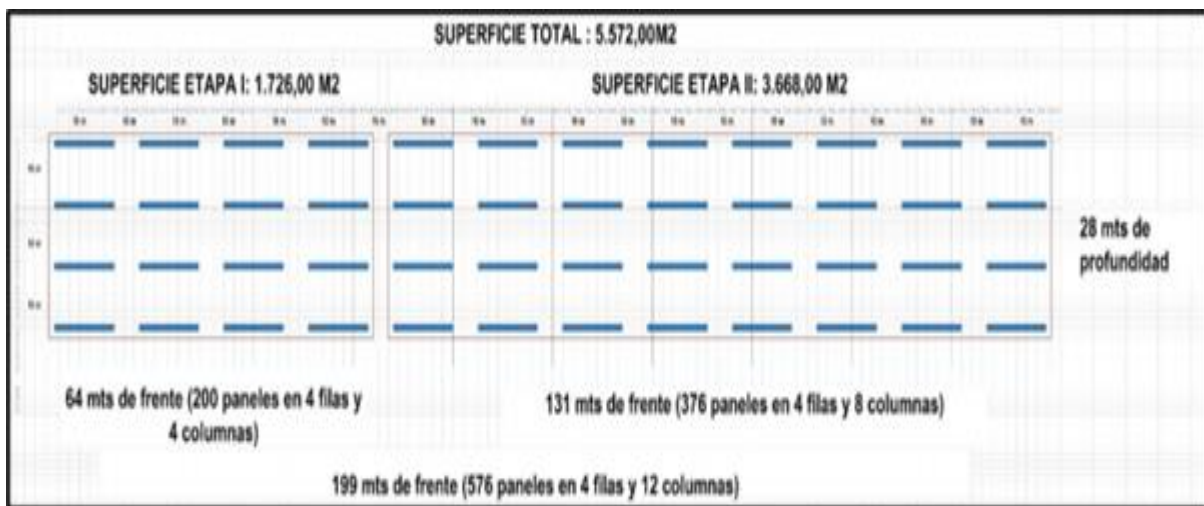 SUPERFICIE TOTAL : 5.572,00M2
SUPERFICIE ETAPA I: 1.726,00 M2
SUPERFICIE ETAPA II: 3.668,00 M2
28 mts de
profundidad
64 mts de frente (200 paneles en 4 filas y
4 columnas)
131 mts de frente (376 paneles en 4 filas y 8 columnas)
199 mts de frente (576 paneles en 4 filas y 12 columnas)